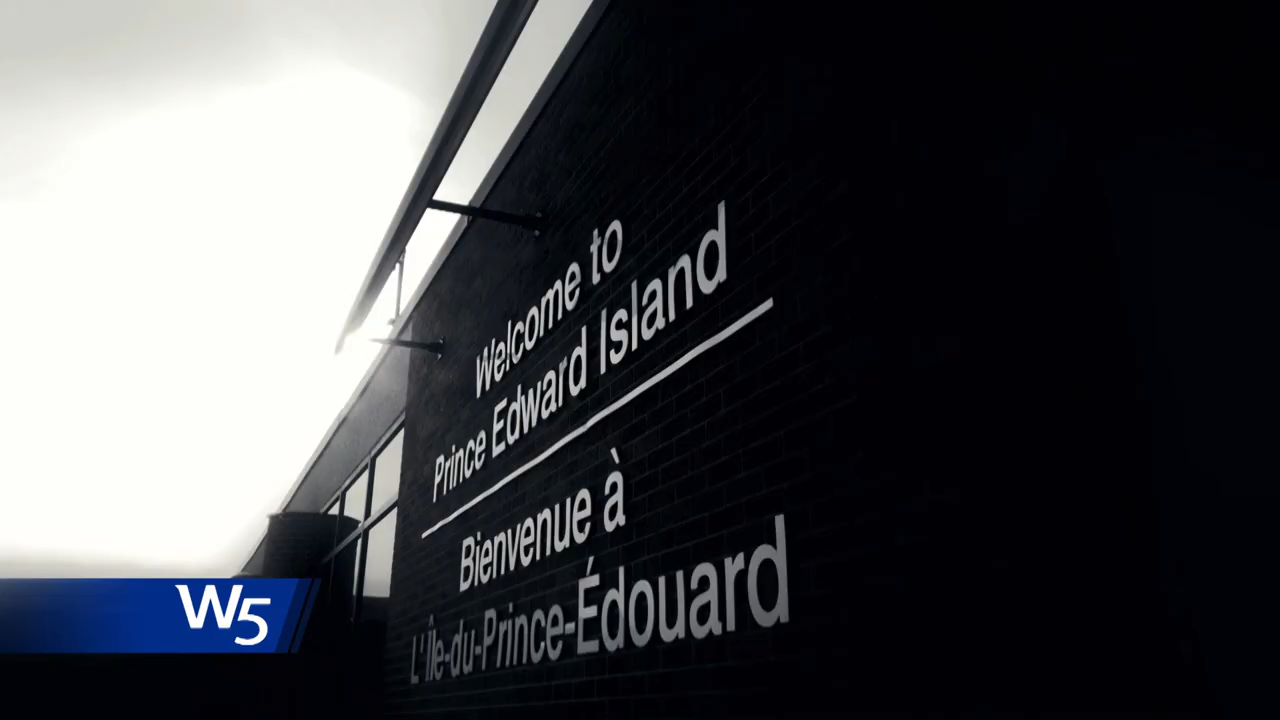 Welcome to
Prince Edward Island
Bienvenue à
L'Île-du-Prince-Édouard
W5